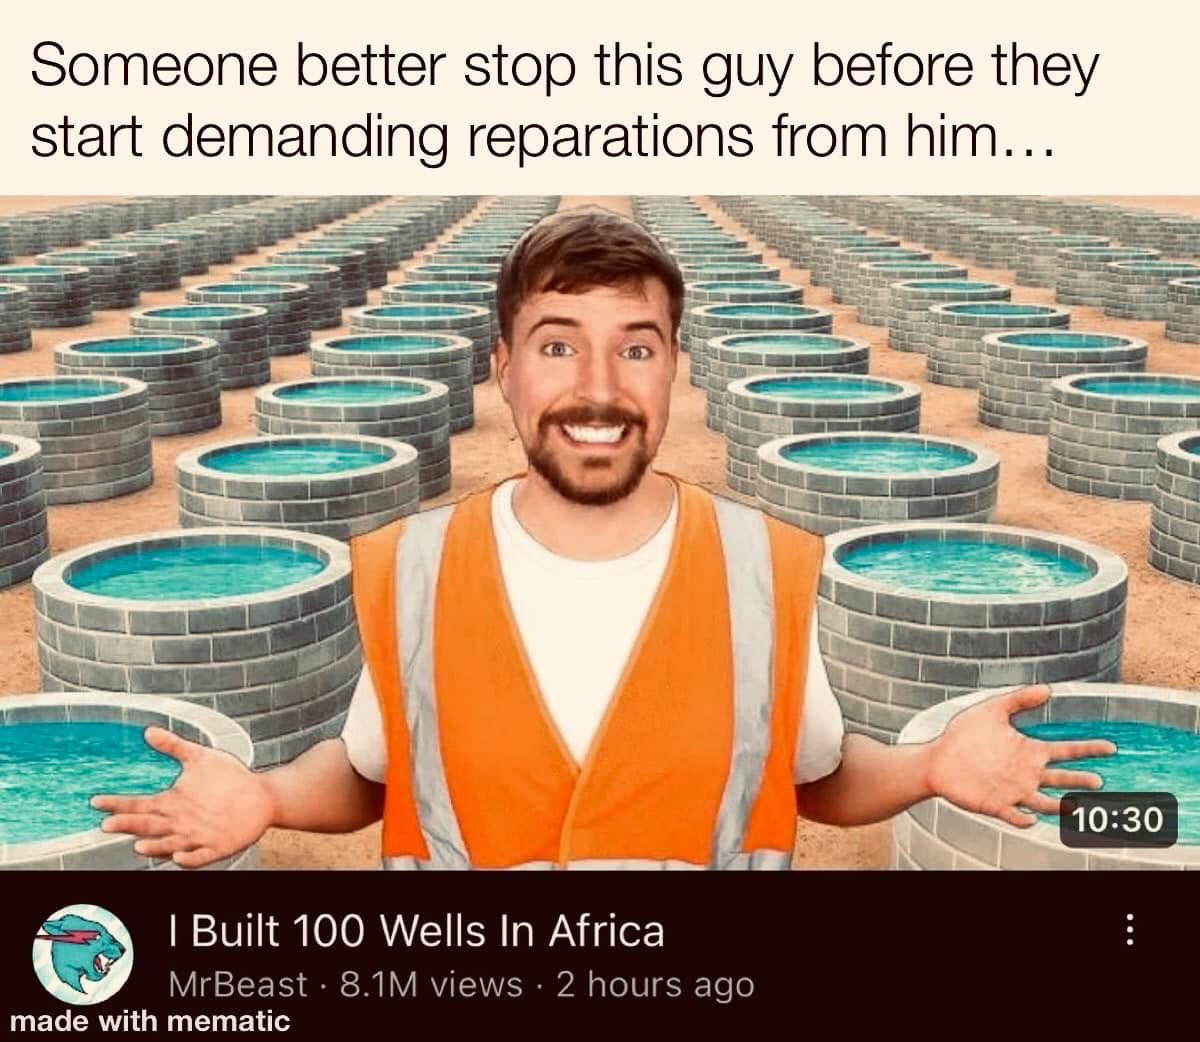 Someone better stop this guy before they
start demanding reparations from him...
10:30
I Built 100 Wells In Africa
MrBeast · 8.1M views · 2 hours ago
made with mematic